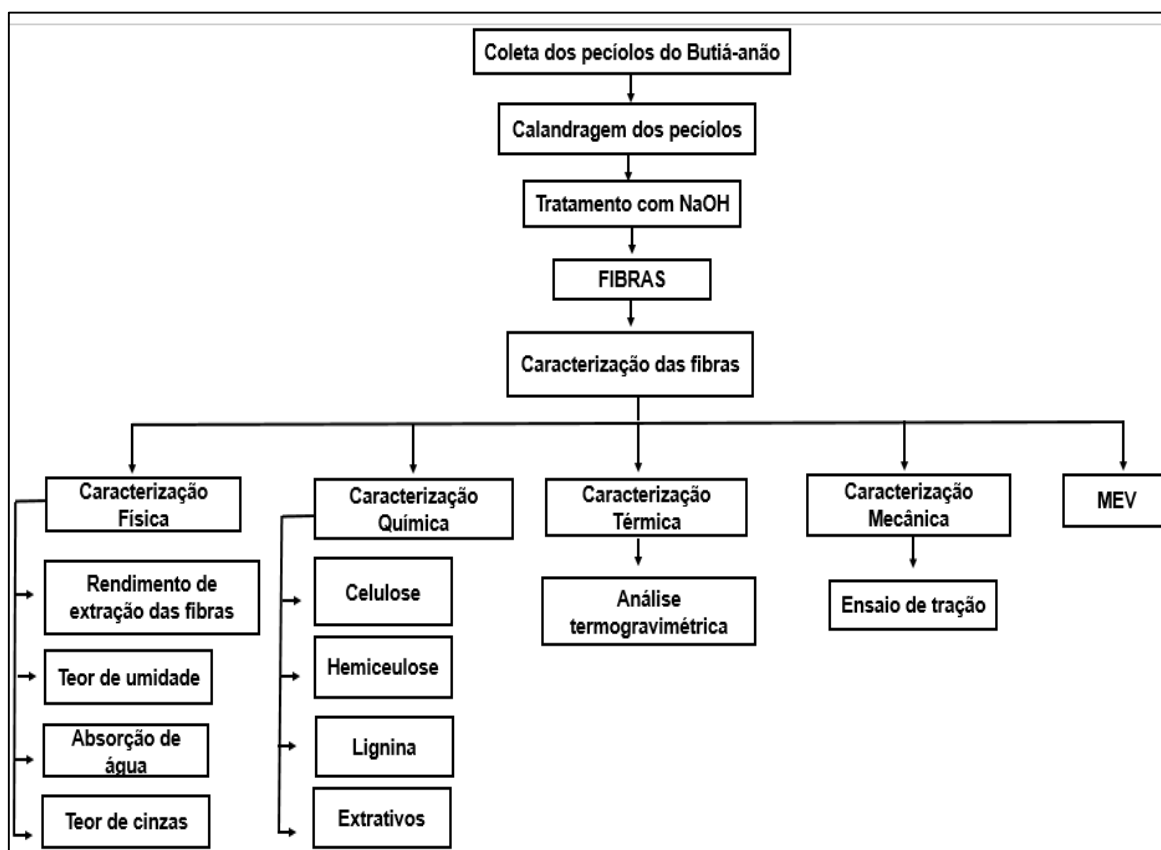 Coleta dos pecíolos do Butiá-anão
Calandragem dos pecíolos
Tratamento com NaOH
FIBRAS
Caracterização das fibras
Caracterização
Física
Rendimento de
extração das fibras
Teor de umidade
Absorção de
água
Teor de cinzas
Caracterização
Química
Celulose
Hemiceulose
Lignina
Extrativos
Caracterização
Térmica
Análise
termogravimétrica
Caracterização
Mecânica
Ensaio de tração
MEV